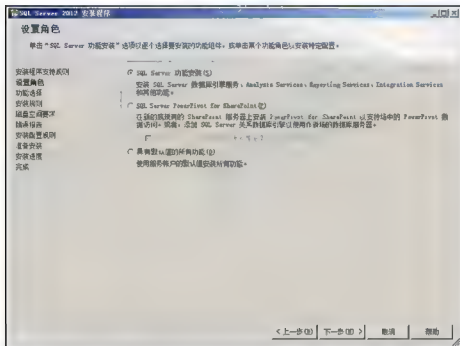 SQL Server 2012 安装程序
设置角色
单击“SQL Server 功能安装”选项以逐个选择要安装的功能组件，或单击某个功能角色以安装特定配置。
安装程序支持规则
设置角色
功能选择
安装规则
磁盘空间要求
错误报告
安装配置规则
准备安装
安装进度
完成
SQL Server 功能安装(S)
安装 SQL Server 数据库引擎服务、Analysis Services、Reporting Services、Integration Services 和其他功能。
SQL Server PowerPivot for SharePoint(P)
在新的或现有的 SharePoint 服务器上安装 PowerPivot for SharePoint 以支持场中的 PowerPivot 数据访问。或者，添加 SQL Server 关系数据库引擎以便用作新场的数据库服务器。
具有默认值的所有功能(D)
使用服务帐户的默认值安装所有功能。
< 上一步(B)
下一步(N) >
取消
帮助